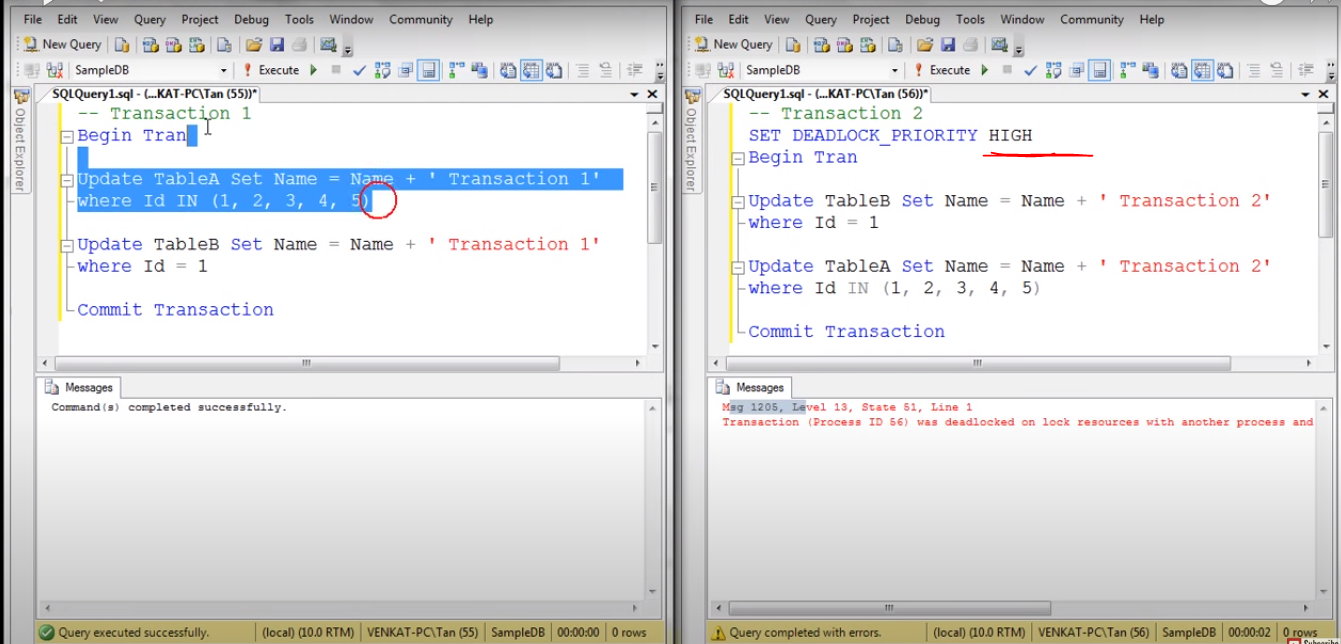 File Edit View Query Project Debug Tools Window Community Help
New Query
SampleDB Execute
SQLQuery1.sql - (...KAT-PC\Tan (55))*
Object Explorer
-- Transaction 1
Begin Tran
Update TableA Set Name = Name + ' Transaction 1'
where Id IN (1, 2, 3, 4, 5)
Update TableB Set Name = Name + ' Transaction 1'
where Id = 1
Commit Transaction
Messages
Command(s) completed successfully.
Query executed successfully. (local) (10.0 RTM) VENKAT-PC\Tan (55) SampleDB 00:00:00 0 rows
File Edit View Query Project Debug Tools Window Community Help
New Query
SampleDB Execute
SQLQuery1.sql - (...KAT-PC\Tan (56))*
Object Explorer
-- Transaction 2
SET DEADLOCK_PRIORITY HIGH
Begin Tran
Update TableB Set Name = Name + ' Transaction 2'
where Id = 1
Update TableA Set Name = Name + ' Transaction 2'
where Id IN (1, 2, 3, 4, 5)
Commit Transaction
Messages
Msg 1205, Level 13, State 51, Line 1
Transaction (Process ID 56) was deadlocked on lock resources with another process and
Query completed with errors. (local) (10.0 RTM) VENKAT-PC\Tan (56) SampleDB 00:00:02 0 rows
Subscribe